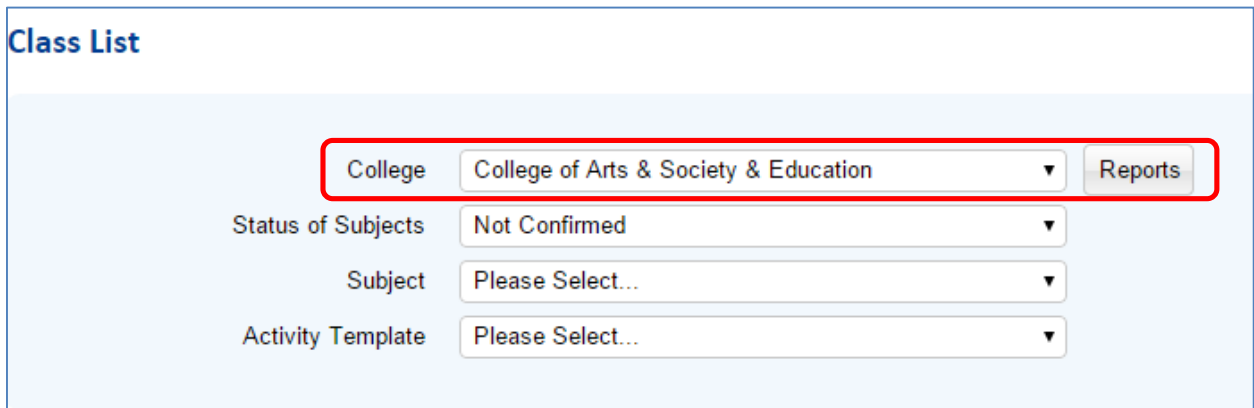 Class List
College College of Arts & Society & Education Reports
Status of Subjects Not Confirmed
Subject Please Select...
Activity Template Please Select...